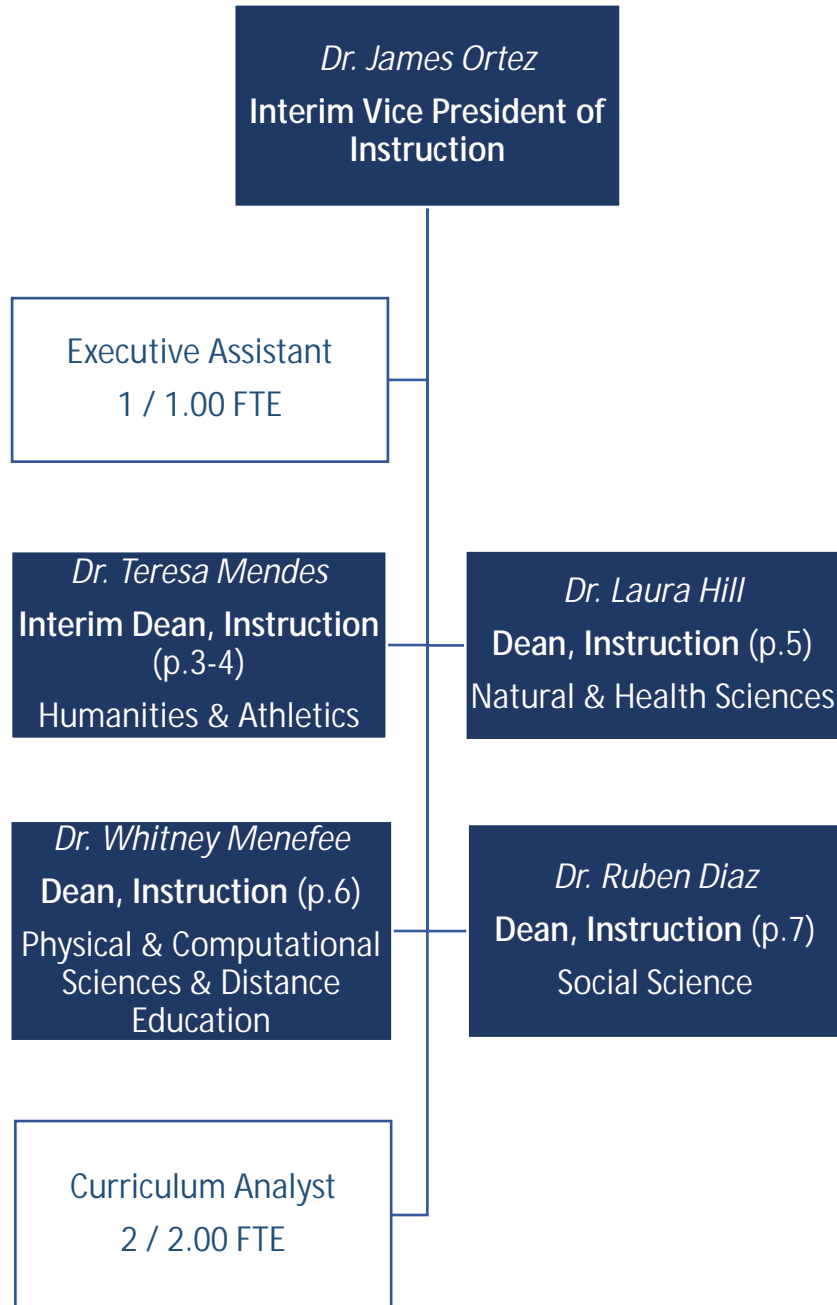 Dr. James Ortez
Interim Vice President of
Instruction
Executive Assistant
1 / 1.00 FTE
Dr. Teresa Mendes
Interim Dean, Instruction
(p.3-4)
Humanities & Athletics
Dr. Laura Hill
Dean, Instruction (p.5)
Natural & Health Sciences
Dr. Whitney Menefee
Dean, Instruction (p.6)
Physical & Computational
Sciences & Distance
Education
Dr. Ruben Diaz
Dean, Instruction (p.7)
Social Science
Curriculum Analyst
2 / 2.00 FTE